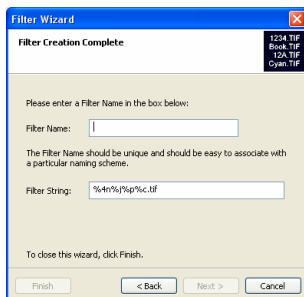 Filter Wizard
Filter Creation Complete
1234.TIF
Book.TIF
12A.TIF
Cyan.TIF
Please enter a Filter Name in the box below:
Filter Name:
The Filter Name should be unique and should be easy to associate with
a particular naming scheme.
Filter String: %4n%j%p%c.tif
To close this wizard, click Finish.
Finish < Back Next > Cancel